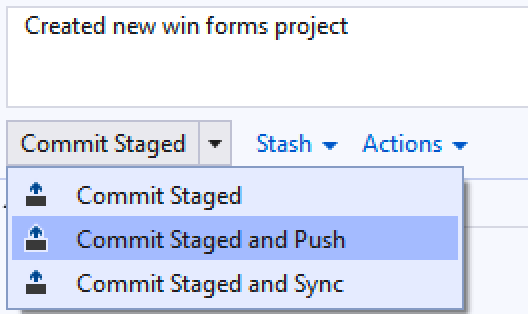 Created new win forms project
Commit Staged Stash Actions
Commit Staged
Commit Staged and Push
Commit Staged and Sync